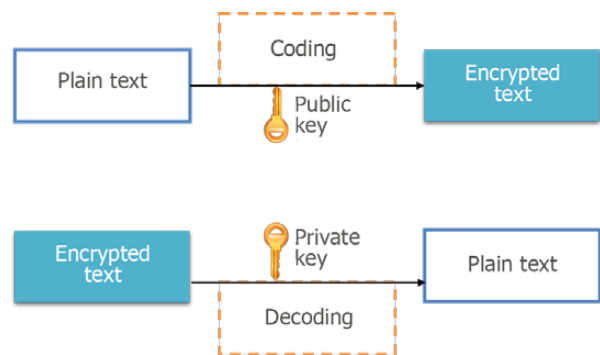 Coding
Plain text
Encrypted
text
Public
key
Encrypted
text
Private
key
Plain text
Decoding